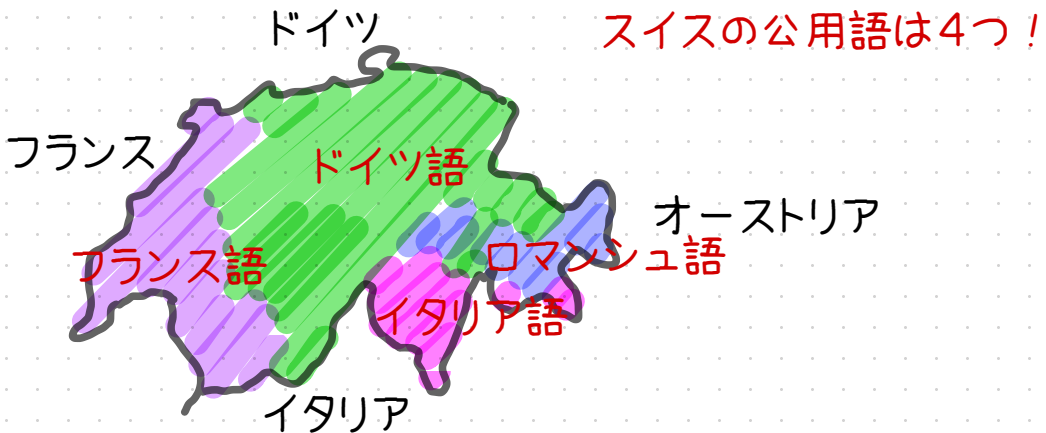 ドイツ
スイスの公用語は4つ！
フランス
ドイツ語
オーストリア
フランス語
ロマンシュ語
イタリア語
イタリア